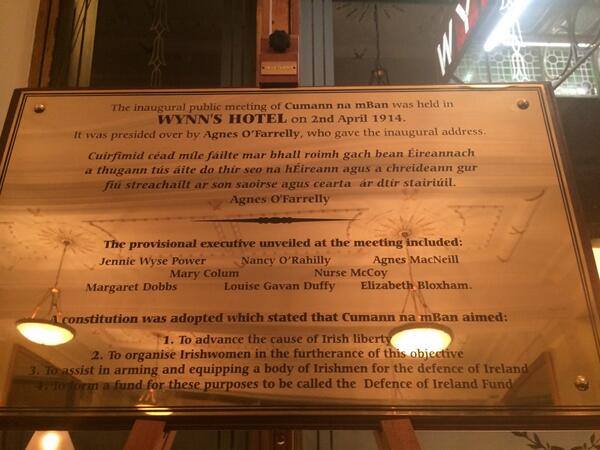 WY
The inaugural public meeting of Cumann na mBan was held in
WYNN'S HOTEL on 2nd April 1914.
It was presided over by Agnes O'Farrelly, who gave the inaugural address.
Cuirfimid céad míle failte mar bhall roimh gach bean Éireannach
a thugann tús áite do thír seo na hÉireann agus a chreideann gur
fiú streachailt ar son saoirse agus cearta ár dtír stairiúil.
Agnes O'Farrelly
The provisional executive unveiled at the meeting included:
Jennie Wyse Power Nancy O'Rahilly Agnes MacNeill
Mary Colum Nurse McCoy
Margaret Dobbs Louise Gavan Duffy Elizabeth Bloxham.
A constitution was adopted which stated that Cumann na mBan aimed:
1. To advance the cause of Irish liberty
2. To organise Irishwomen in the furtherance of this objective
3. To assist in arming and equipping a body of Irishmen for the defence of Ireland
4. To form a fund for these purposes to be called the Defence of Ireland Fund